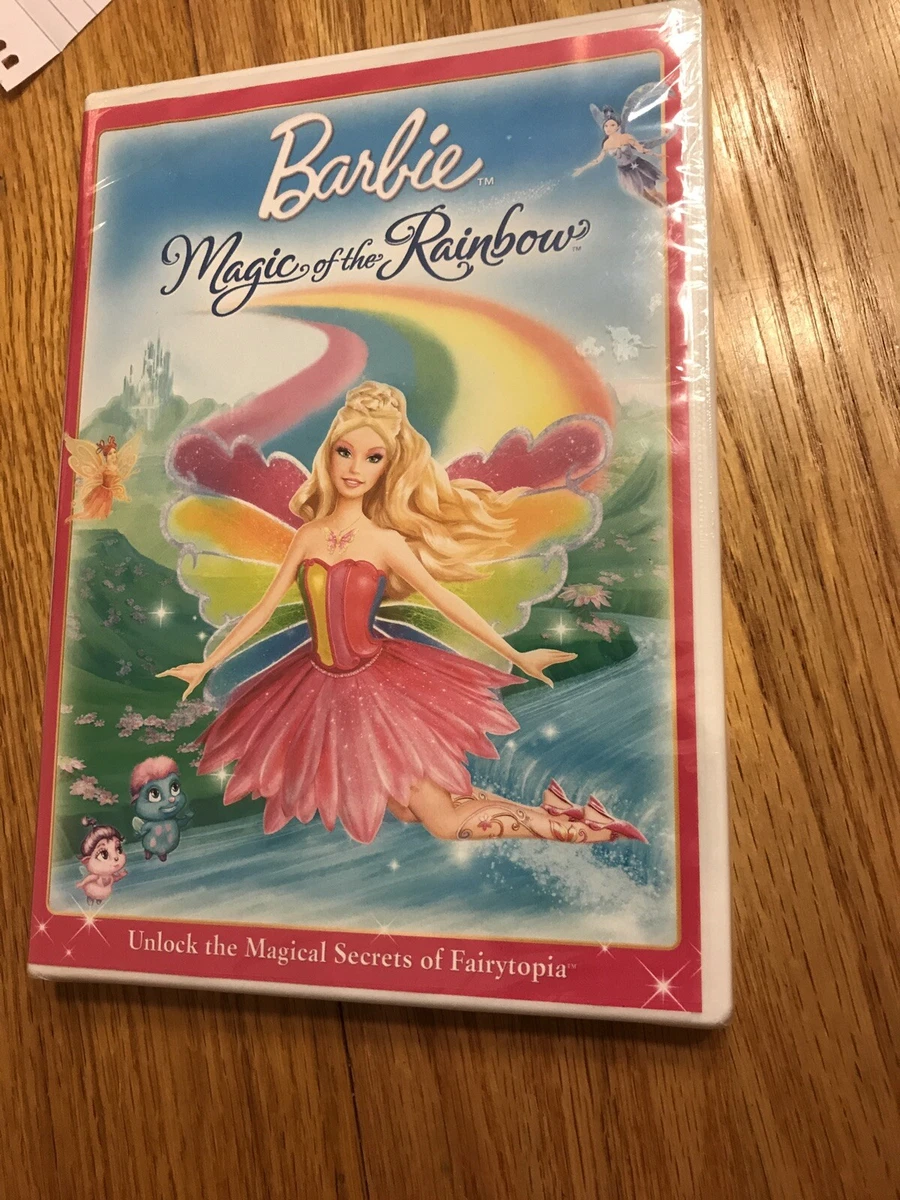 Barbie™
Magic of the Rainbow™
Unlock the Magical Secrets of Fairytopia™